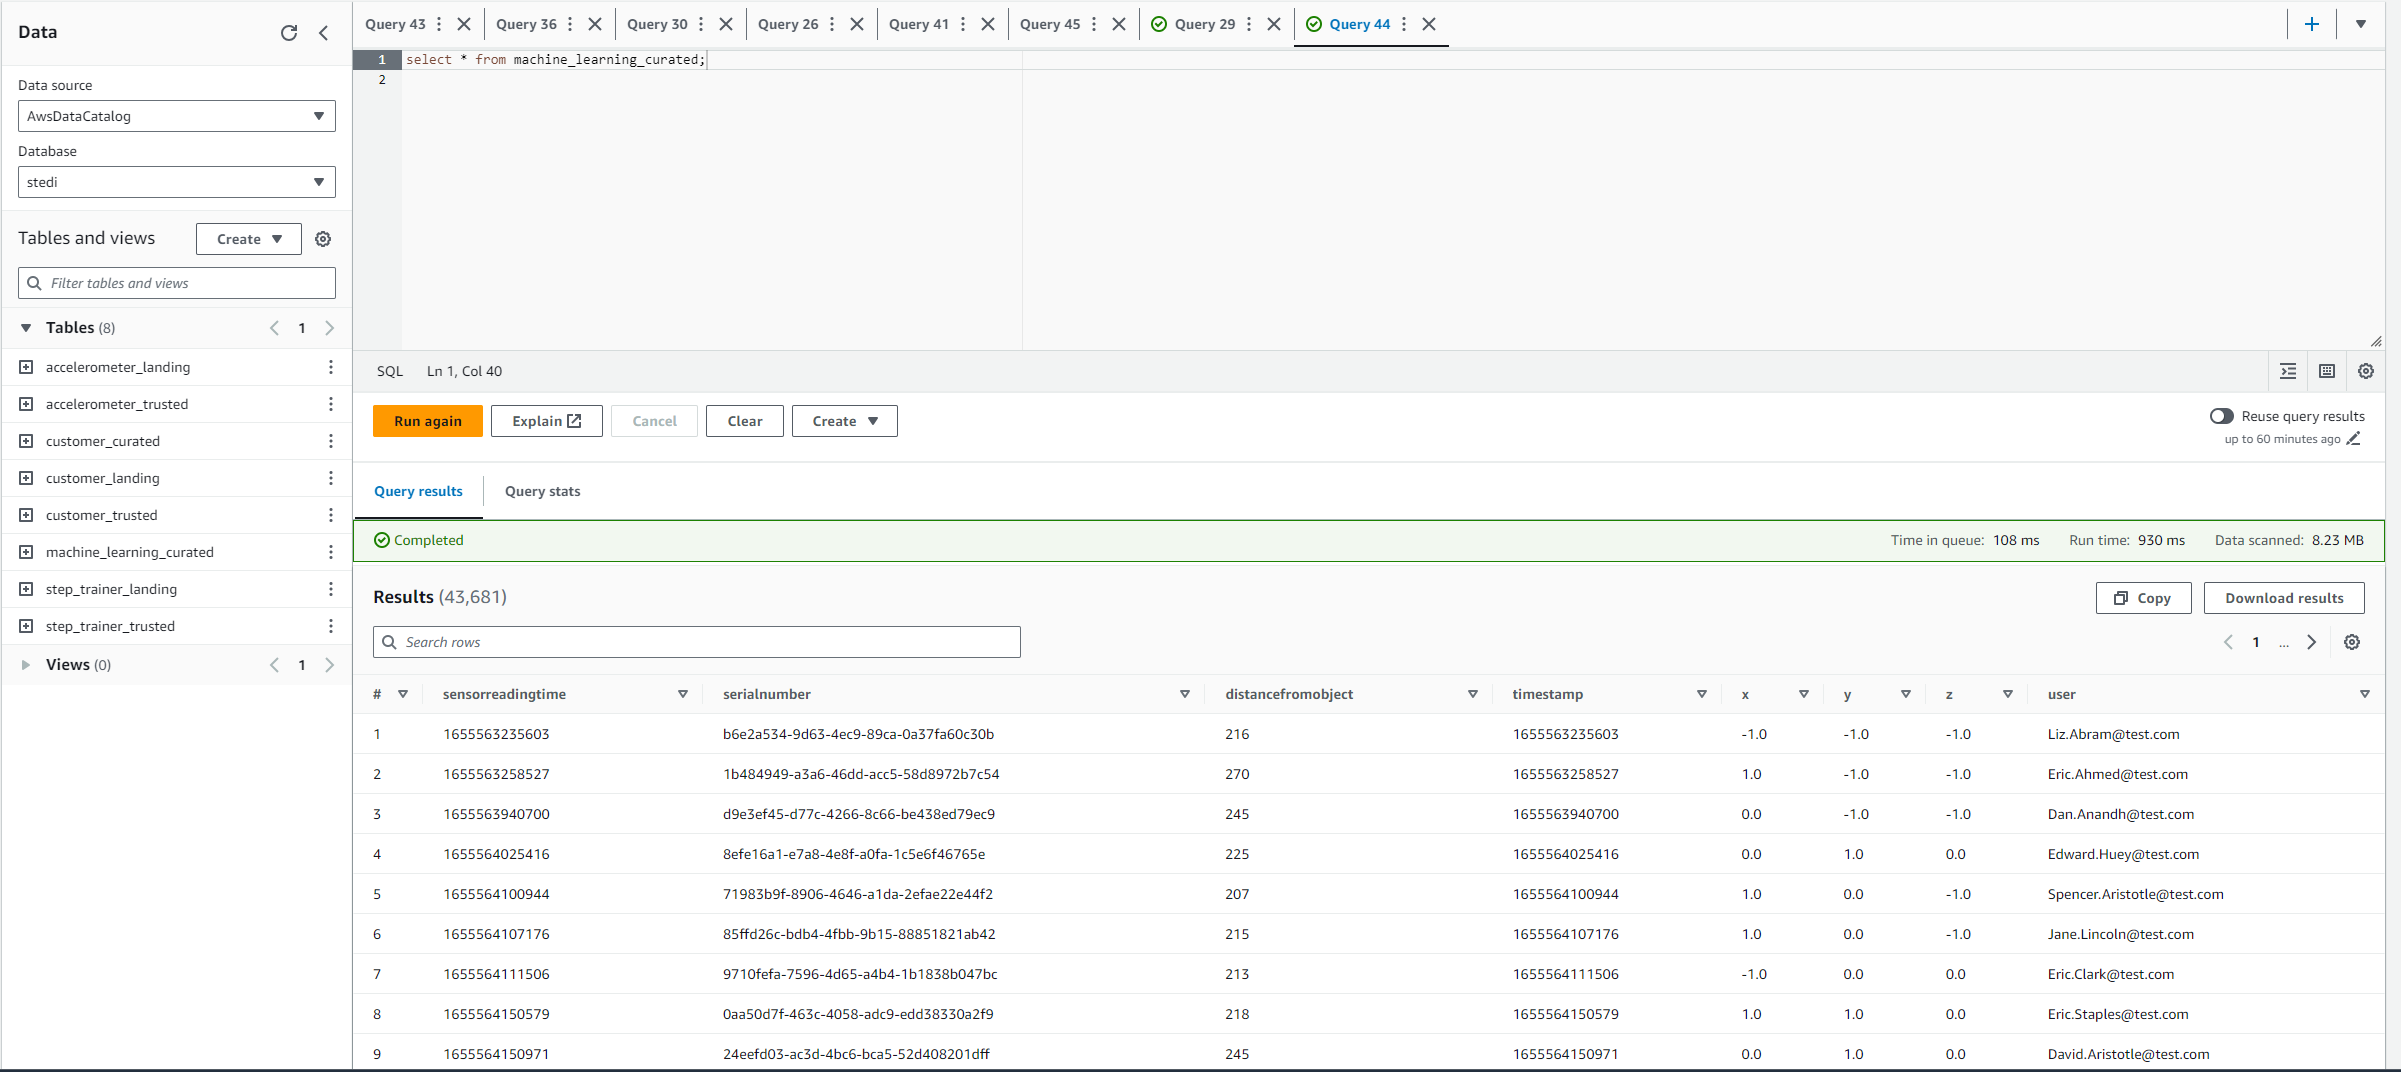 Data
Data source
AwsDataCatalog
Database
stedi
Tables and views
Create
Filter tables and views
Tables (8)
1
accelerometer_landing
accelerometer_trusted
customer_curated
customer_landing
customer_trusted
machine_learning_curated
step_trainer_landing
step_trainer_trusted
Views (0)
1
Query 43 Query 36 Query 30 Query 26 Query 41 Query 45 Query 29 Query 44
1 select * from machine_learning_curated;
2
SQL Ln 1, Col 40
Run again Explain Cancel Clear Create
Reuse query results
up to 60 minutes ago
Query results Query stats
Completed Time in queue: 108 ms Run time: 930 ms Data scanned: 8.23 MB
Results (43,681) Copy Download results
Search rows 1 ...
# sensorreadingtime serialnumber distancefromobject timestamp x y z user
1 1655563235603 b6e2a534-9d63-4ec9-89ca-0a37fa60c30b 216 1655563235603 -1.0 -1.0 -1.0 Liz.Abram@test.com
2 1655563258527 1b484949-a3a6-46dd-acc5-58d8972b7c54 270 1655563258527 1.0 -1.0 -1.0 Eric.Ahmed@test.com
3 1655563940700 d9e3ef45-d77c-4266-8c66-be438ed79ec9 245 1655563940700 0.0 -1.0 -1.0 Dan.Anandh@test.com
4 1655564025416 8efe16a1-e7a8-4e8f-a0fa-1c5e6f46765e 225 1655564025416 0.0 1.0 0.0 Edward.Huey@test.com
5 1655564100944 71983b9f-8906-4646-a1da-2efae22e44f2 207 1655564100944 1.0 0.0 -1.0 Spencer.Aristotle@test.com
6 1655564107176 85ffd26c-bdb4-4fbb-9b15-88851821ab42 215 1655564107176 1.0 0.0 -1.0 Jane.Lincoln@test.com
7 1655564111506 9710fefa-7596-4d65-a4b4-1b1838b047bc 213 1655564111506 -1.0 0.0 0.0 Eric.Clark@test.com
8 1655564150579 0aa50d7f-463c-4058-adc9-edd38330a2f9 218 1655564150579 1.0 1.0 0.0 Eric.Staples@test.com
9 1655564150971 24eefd03-ac3d-4bc6-bca5-52d408201dff 245 1655564150971 0.0 1.0 0.0 David.Aristotle@test.com